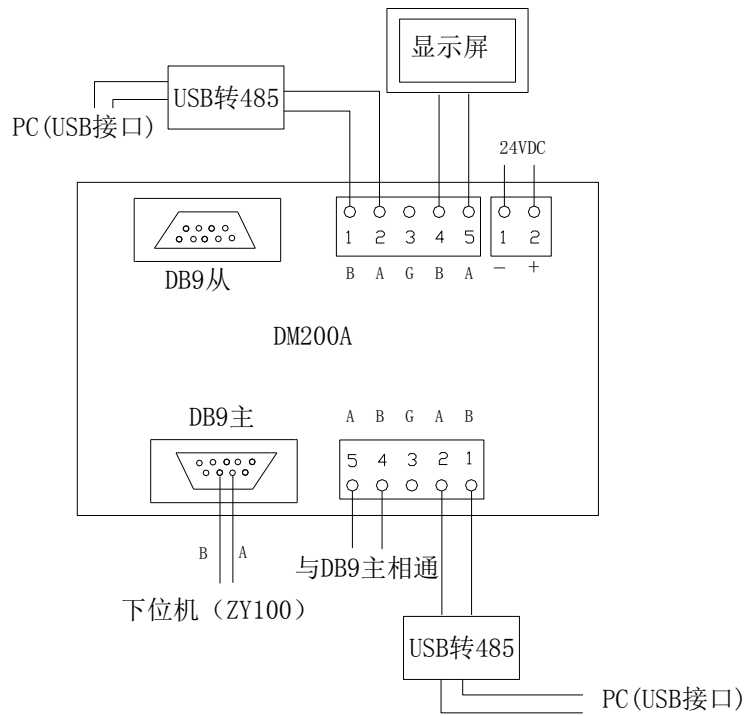 显示屏
USB转485
PC(USB接口)
24VDC
1 2 3 4 5
1 2
B A G B A
- +
DB9从
DM200A
DB9主
A B G A B
5 4 3 2 1
B A
与DB9主相通
下位机（ZY100）
USB转485
PC(USB接口)